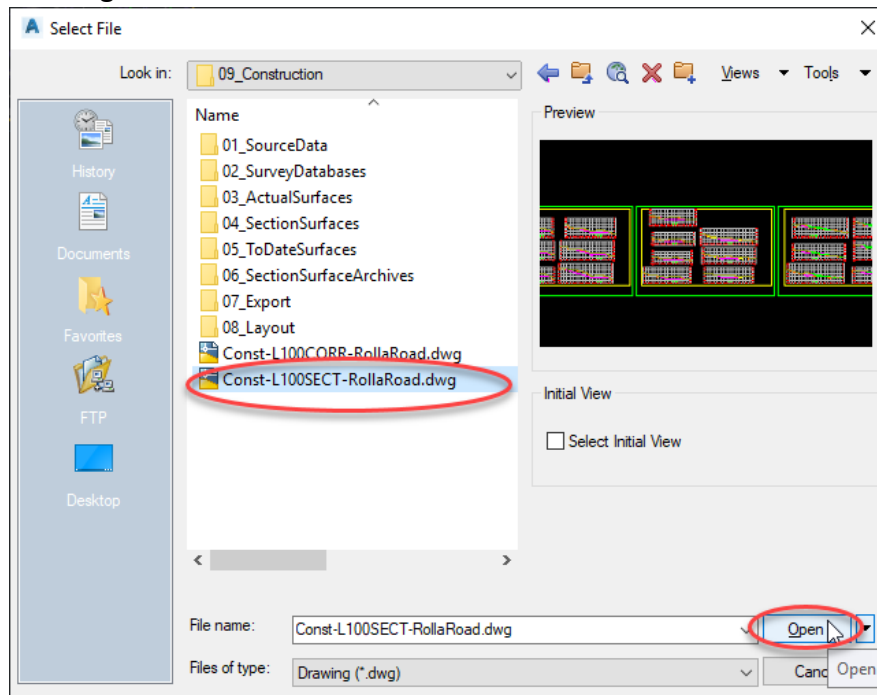 Select File
Look in:
09_Construction
Views
Tools
Name
Preview
01_SourceData
02_SurveyDatabases
03_ActualSurfaces
04_SectionSurfaces
05_ToDateSurfaces
06_SectionSurfaceArchives
07_Export
08_Layout
Const-L100CORR-RollaRoad.dwg
Const-L100SECT-RollaRoad.dwg
History
Documents
Favorites
FTP
Desktop
Initial View
Select Initial View
File name:
Const-L100SECT-RollaRoad.dwg
Open
Files of type:
Drawing (*.dwg)
Canc
Open